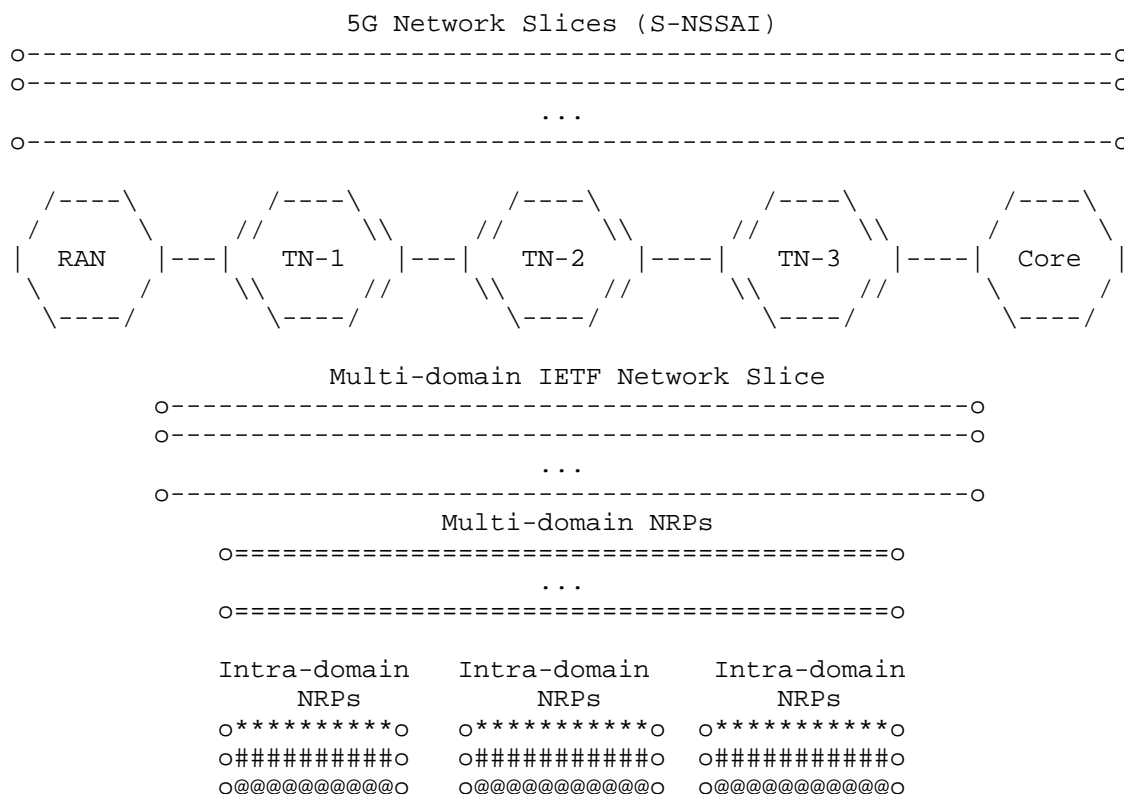 5G Network Slices (S-NSSAI)
o--------------------------------------------------------------------o
o--------------------------------------------------------------------o
...
o--------------------------------------------------------------------o
/----\ /----\ /----\ /----\ /----\
/ \ // \\ // \\ // \\ / \
| RAN |---| TN-1 |---| TN-2 |----| TN-3 |----| Core |
\ / \\ // \\ // \\ // \ /
\----/ \----/ \----/ \----/ \----/
Multi-domain IETF Network Slice
o--------------------------------------------------o
o--------------------------------------------------o
...
o--------------------------------------------------o
Multi-domain NRPs
o=========================================o
...
o=========================================o
Intra-domain Intra-domain Intra-domain
NRPs NRPs NRPs
o**********o o***********o o***********o
o##########o o###########o o###########o
o@@@@@@@@@@o o@@@@@@@@@@@o o@@@@@@@@@@@o